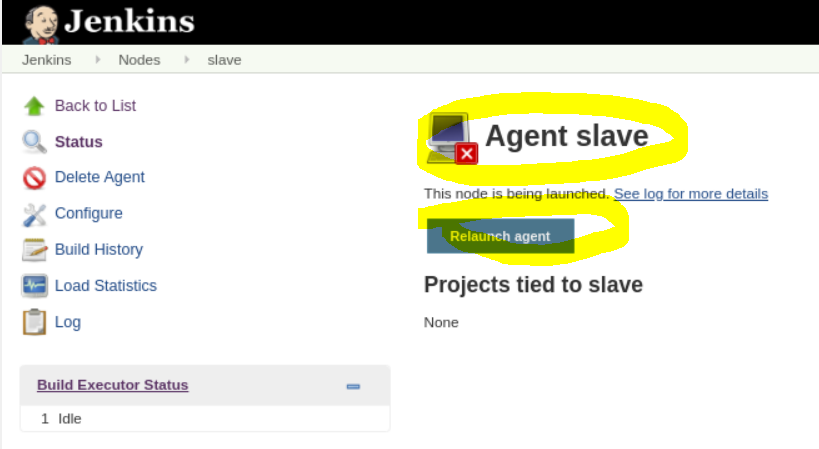 Jenkins
Jenkins Nodes slave
Back to List
Status
Delete Agent
Configure
Build History
Load Statistics
Log
Build Executor Status
1 Idle
Agent slave
This node is being launched. See log for more details
Relaunch agent
Projects tied to slave
None